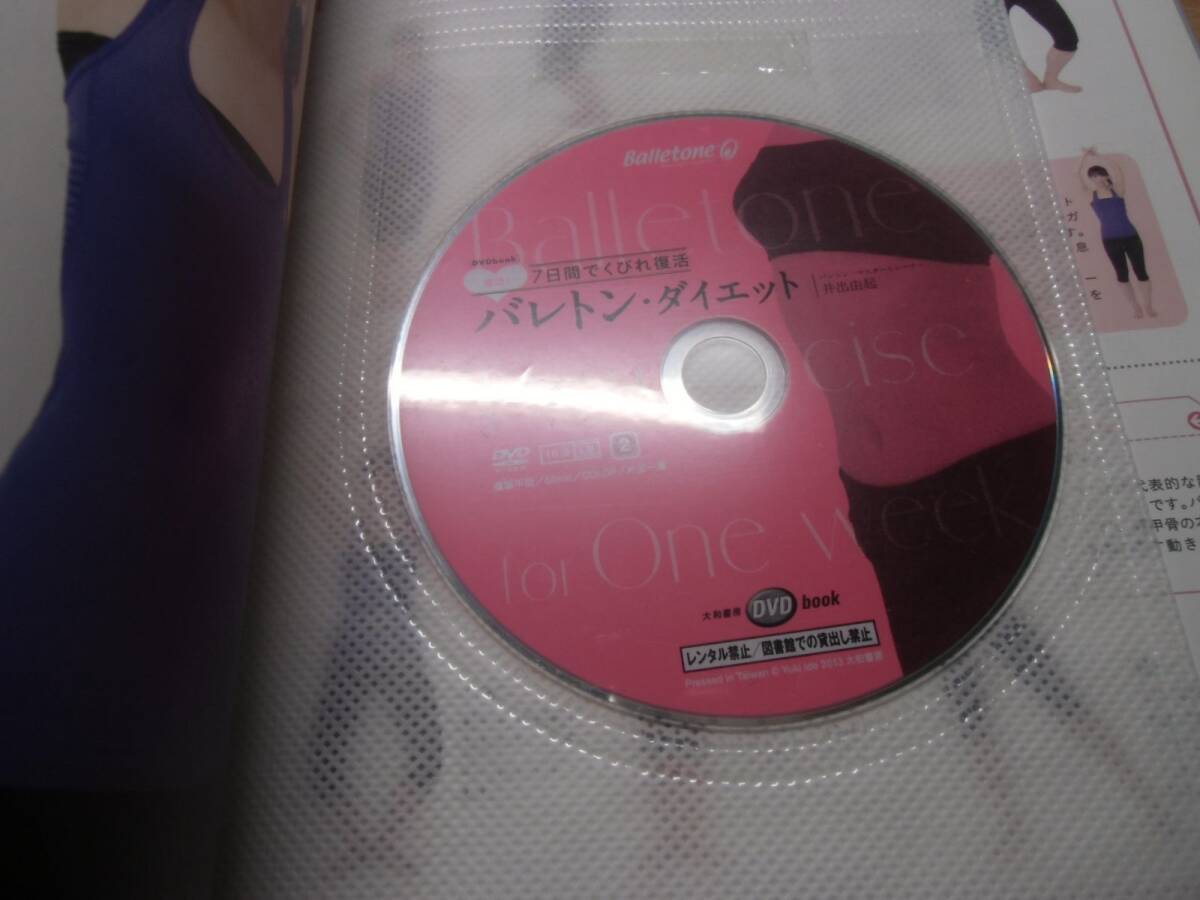 Balletone
Balletone
DVDbook
7日間でくびれ復活
バレトン・ダイエット
井出由起
cise
DVD
2
for One week
大和書房 DVD book
レンタル禁止/図書館での貸出し禁止
Pressed in Taiwan © Yuki Ide 2013 大和書房
ト
ガ
す。
息
一
を
代表的な
です。バ
甲骨の
す動き